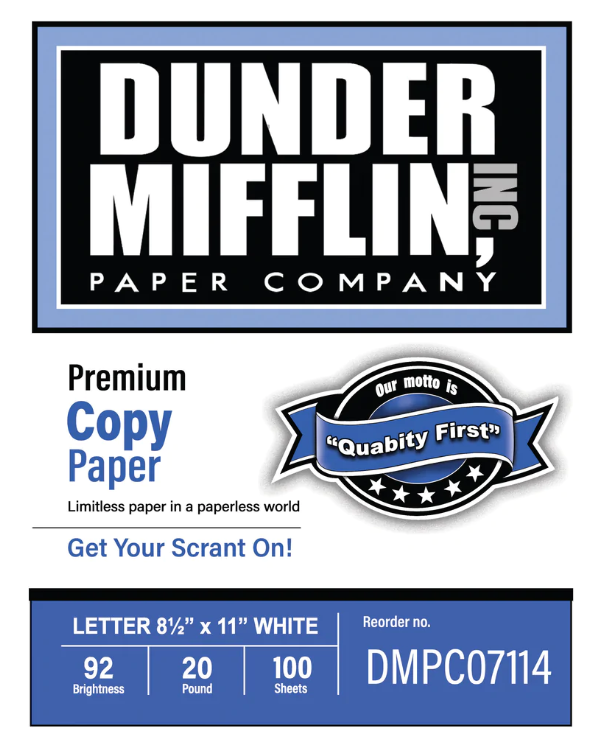 DUNDER
MIFFLIN, INC
PAPER COMPANY
Premium
Copy
Paper
Limitless paper in a paperless world
Get Your Scrant On!
Our motto is
“Quabity First”
LETTER 8½” x 11” WHITE
92
Brightness
20
Pound
100
Sheets
Reorder no.
DMPC07114